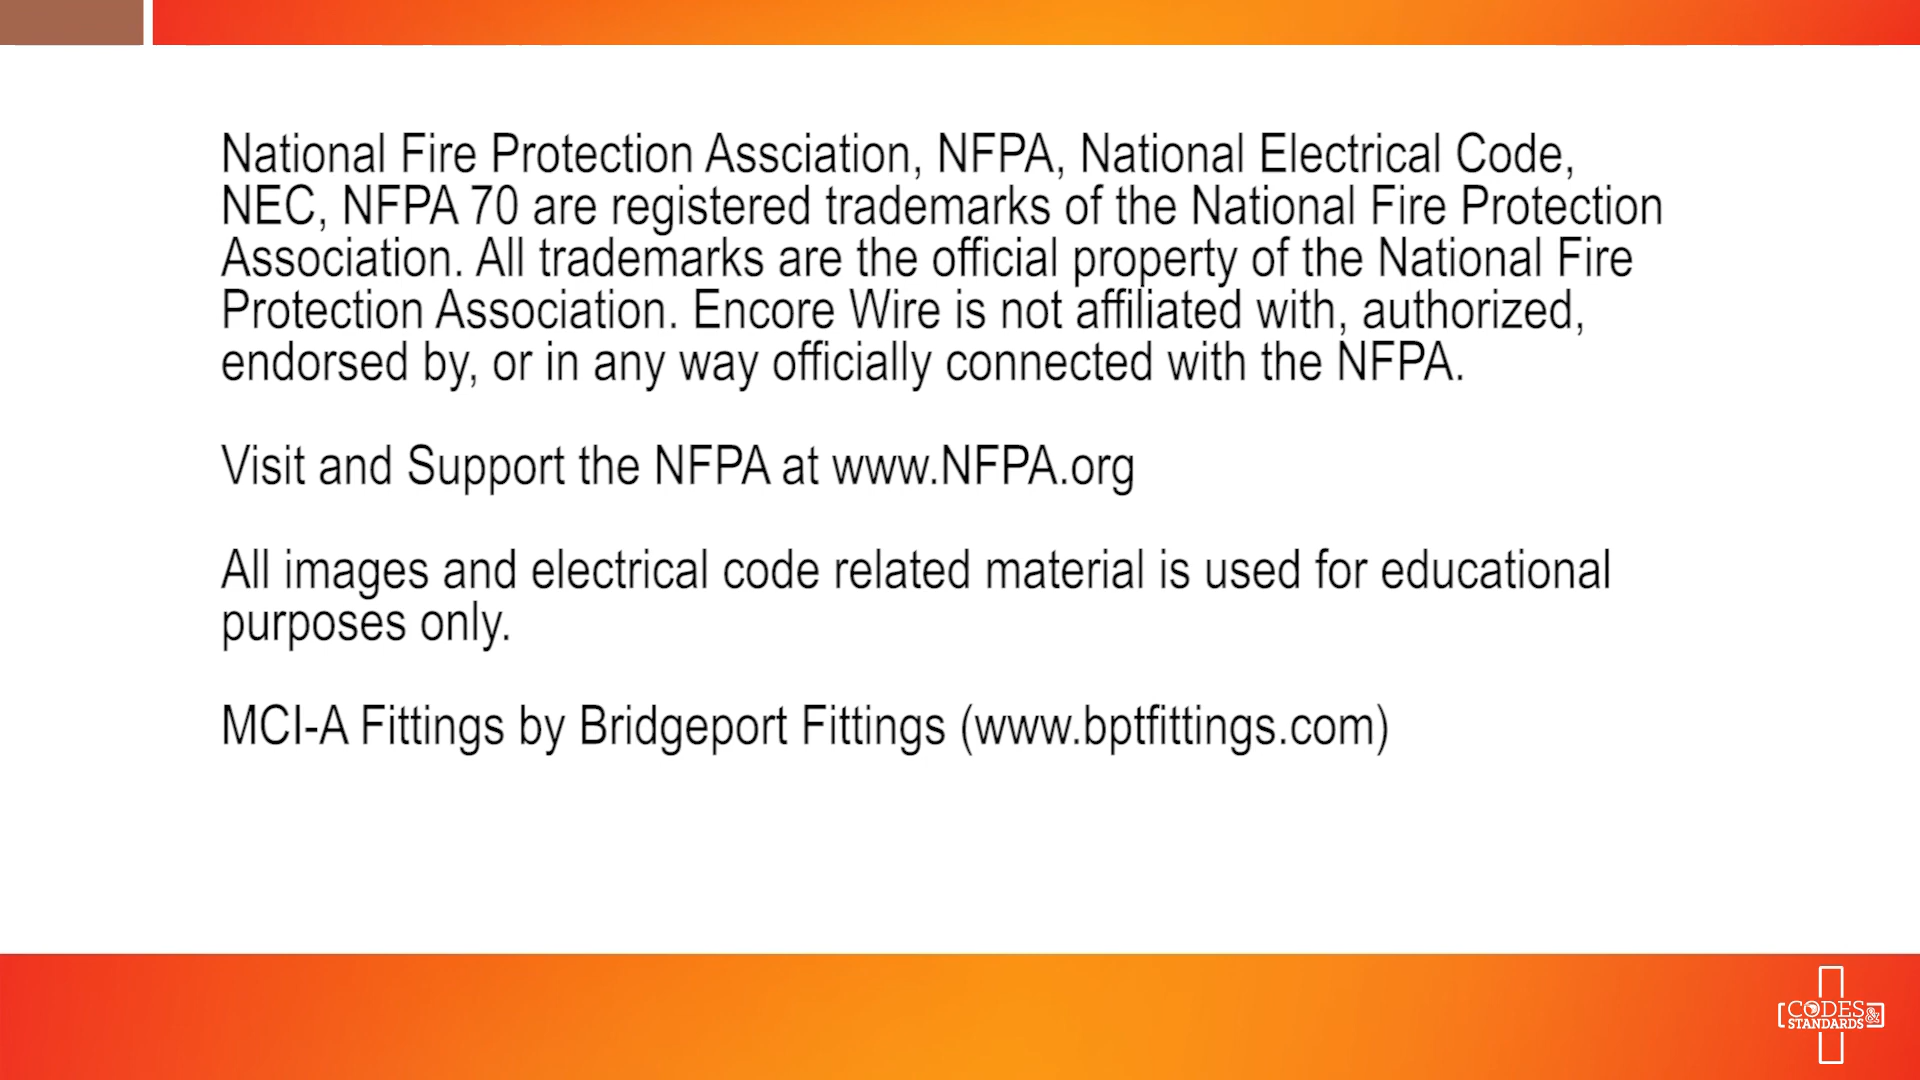 National Fire Protection Assciation, NFPA, National Electrical Code,
NEC, NFPA 70 are registered trademarks of the National Fire Protection
Association. All trademarks are the official property of the National Fire
Protection Association. Encore Wire is not affiliated with, authorized,
endorsed by, or in any way officially connected with the NFPA.
Visit and Support the NFPA at www.NFPA.org
All images and electrical code related material is used for educational
purposes only.
MCI-A Fittings by Bridgeport Fittings (www.bptfittings.com)
CODES &
STANDARDS